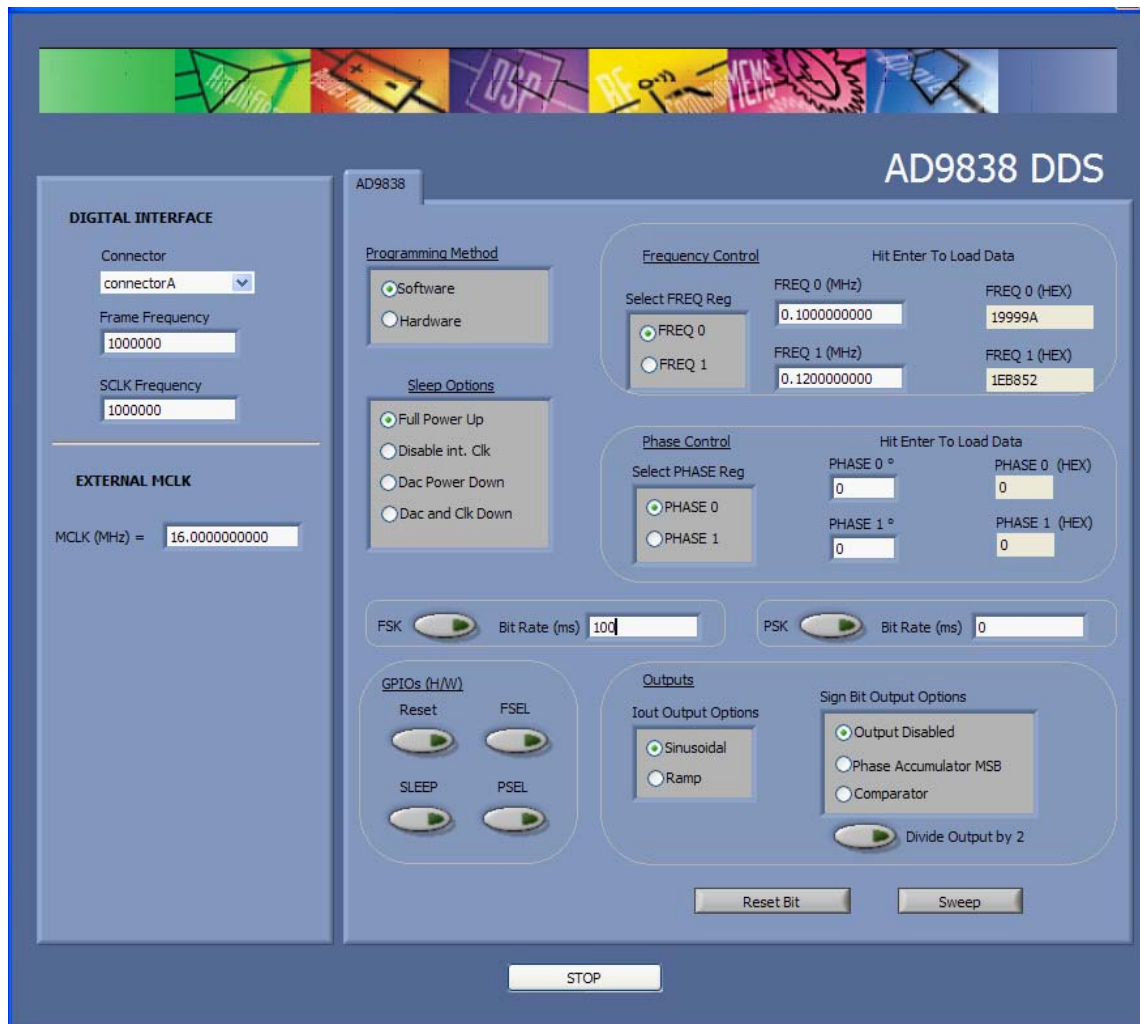 Amplifier
DSP
RF
MEMS
AD9838 DDS
DIGITAL INTERFACE
Connector
connectorA
Frame Frequency
1000000
SCLK Frequency
1000000
EXTERNAL MCLK
MCLK (MHz) = 16.0000000000
AD9838
Programming Method
Software
Hardware
Sleep Options
Full Power Up
Disable int. Clk
Dac Power Down
Dac and Clk Down
Frequency Control
Hit Enter To Load Data
Select FREQ Reg
FREQ 0
FREQ 1
FREQ 0 (MHz)
0.1000000000
FREQ 0 (HEX)
19999A
FREQ 1 (MHz)
0.1200000000
FREQ 1 (HEX)
1EB852
Phase Control
Hit Enter To Load Data
Select PHASE Reg
PHASE 0
PHASE 1
PHASE 0 º
0
PHASE 0 (HEX)
0
PHASE 1 º
0
PHASE 1 (HEX)
0
FSK Bit Rate (ms) 100
PSK Bit Rate (ms) 0
GPIOs (H/W)
Reset FSEL
SLEEP PSEL
Outputs
Iout Output Options
Sinusoidal
Ramp
Sign Bit Output Options
Output Disabled
Phase Accumulator MSB
Comparator
Divide Output by 2
Reset Bit
Sweep
STOP